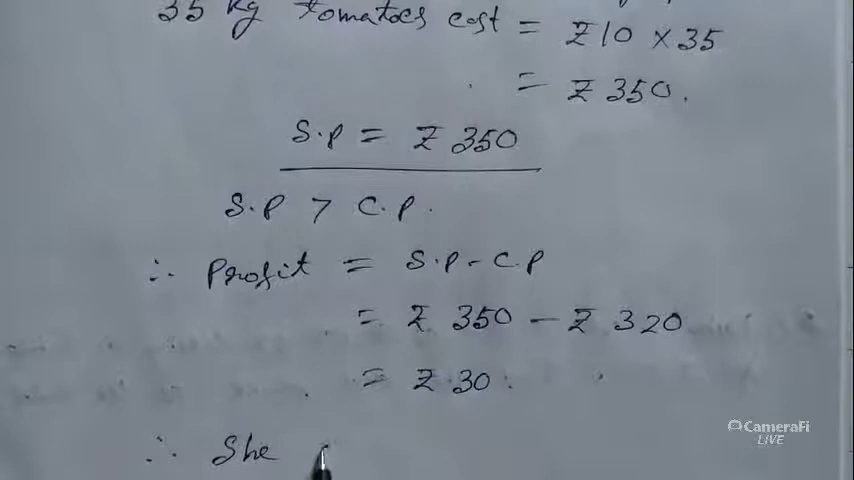 35 kg tomatoes cost = ₹10 × 35
= ₹ 350.
S.P = ₹ 350
S.P > C.P.
∴ Profit = S.P - C.P
= ₹ 350 - ₹ 320
= ₹ 30.
∴ She
CameraFi
LIVE